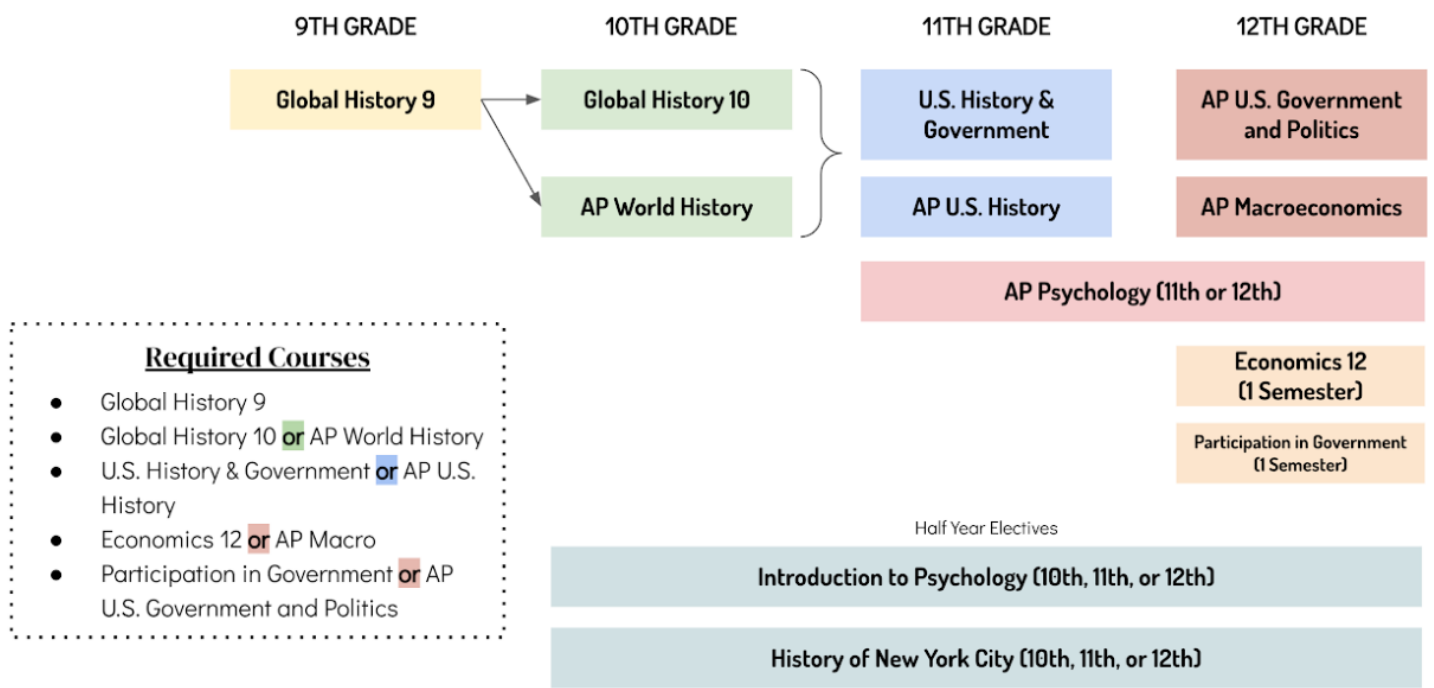 9TH GRADE
10TH GRADE
11TH GRADE
12TH GRADE
Global History 9
Global History 10
U.S. History &
Government
AP U.S. Government
and Politics
AP World History
AP U.S. History
AP Macroeconomics
AP Psychology (11th or 12th)
Required Courses
● Global History 9
● Global History 10 or AP World History
● U.S. History & Government or AP U.S.
History
● Economics 12 or AP Macro
● Participation in Government or AP
U.S. Government and Politics
Economics 12
(1 Semester)
Participation in Government
(1 Semester)
Half Year Electives
Introduction to Psychology (10th, 11th, or 12th)
History of New York City (10th, 11th, or 12th)